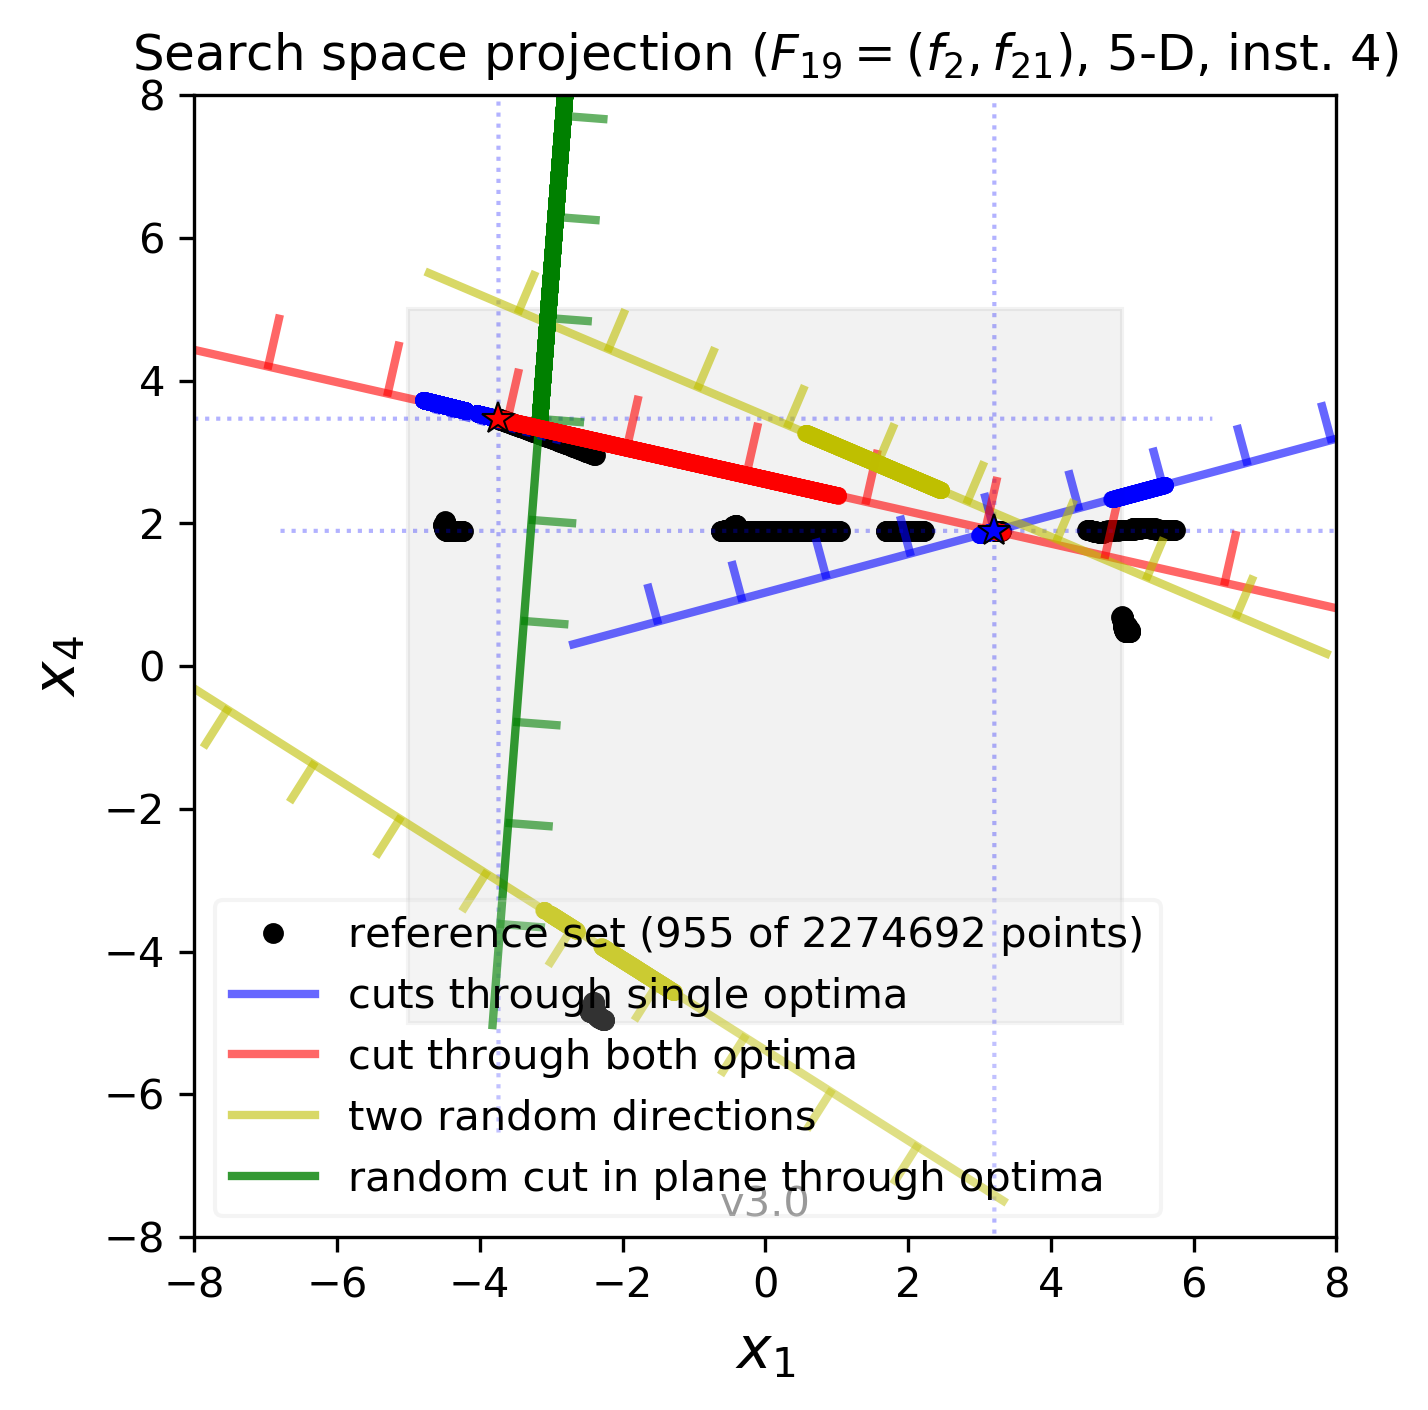 Search space projection (F₁₉ = (f₂, f₂₁), 5-D, inst. 4)
8
6
4
2
0
−2
−4
−6
−8
x₄
reference set (955 of 2274692 points)
cuts through single optima
cut through both optima
two random directions
random cut in plane through optima
v3.0
−8 −6 −4 −2 0 2 4 6 8
x₁